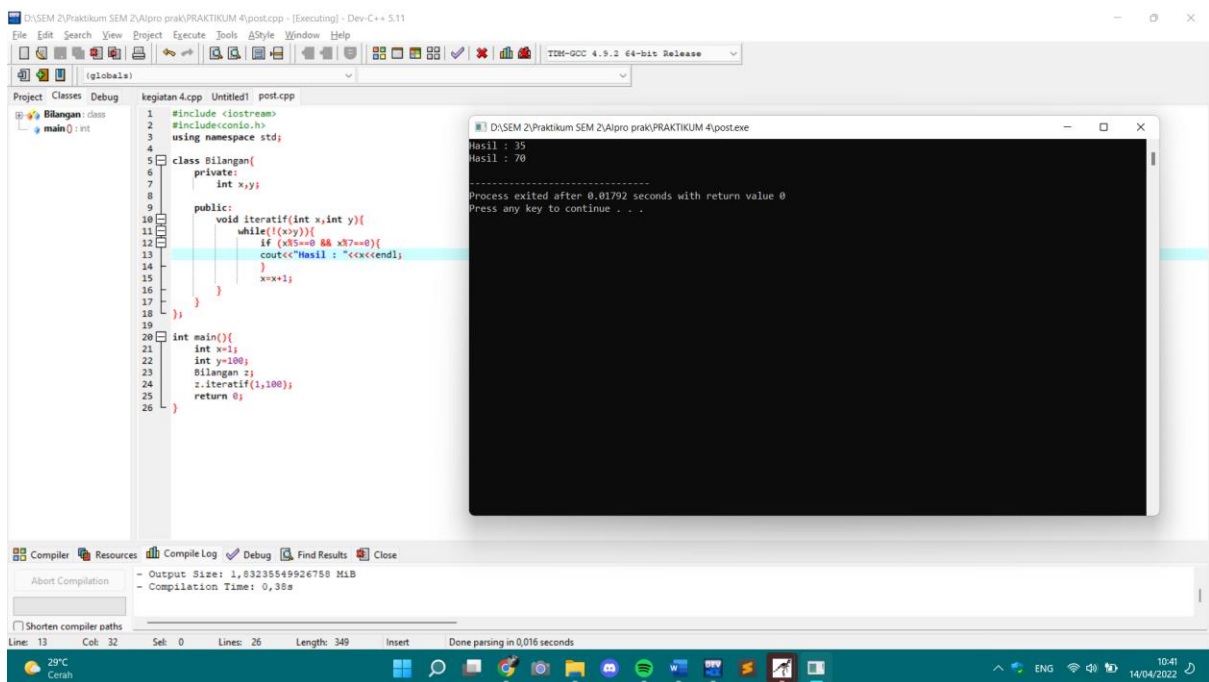 D:\SEM 2\Praktikum SEM 2\Alpro prak\PRAKTIKUM 4\post.cpp - [Executing] - Dev-C++ 5.11
File Edit Search View Project Execute Tools AStyle Window Help
TDM-GCC 4.9.2 64-bit Release
(globals)
Project Classes Debug
kegiatan 4.cpp Untitled1 post.cpp
Bilangan : class
main () : int
1 #include <iostream>
2 #include<conio.h>
3 using namespace std;
4
5 class Bilangan{
6 private:
7 int x,y;
8
9 public:
10 void iteratif(int x,int y){
11 while(!(x>y)){
12 if (x%5==0 && x%7==0){
13 cout<<"Hasil : "<<x<<endl;
14 }
15 x=x+1;
16 }
17 }
18 };
19
20 int main(){
21 int x=1;
22 int y=100;
23 Bilangan z;
24 z.iteratif(1,100);
25 return 0;
26 }
D:\SEM 2\Praktikum SEM 2\Alpro prak\PRAKTIKUM 4\post.exe
Hasil : 35
Hasil : 70
--------------------------------
Process exited after 0.01792 seconds with return value 0
Press any key to continue . . .
Compiler Resources Compile Log Debug Find Results Close
Abort Compilation
- Output Size: 1,83235549926758 MiB
- Compilation Time: 0,38s
Shorten compiler paths
Line: 13 Col: 32 Sel: 0 Lines: 26 Length: 349 Insert Done parsing in 0,016 seconds
29°C
Cerah
DEV
ENG
10:41
14/04/2022